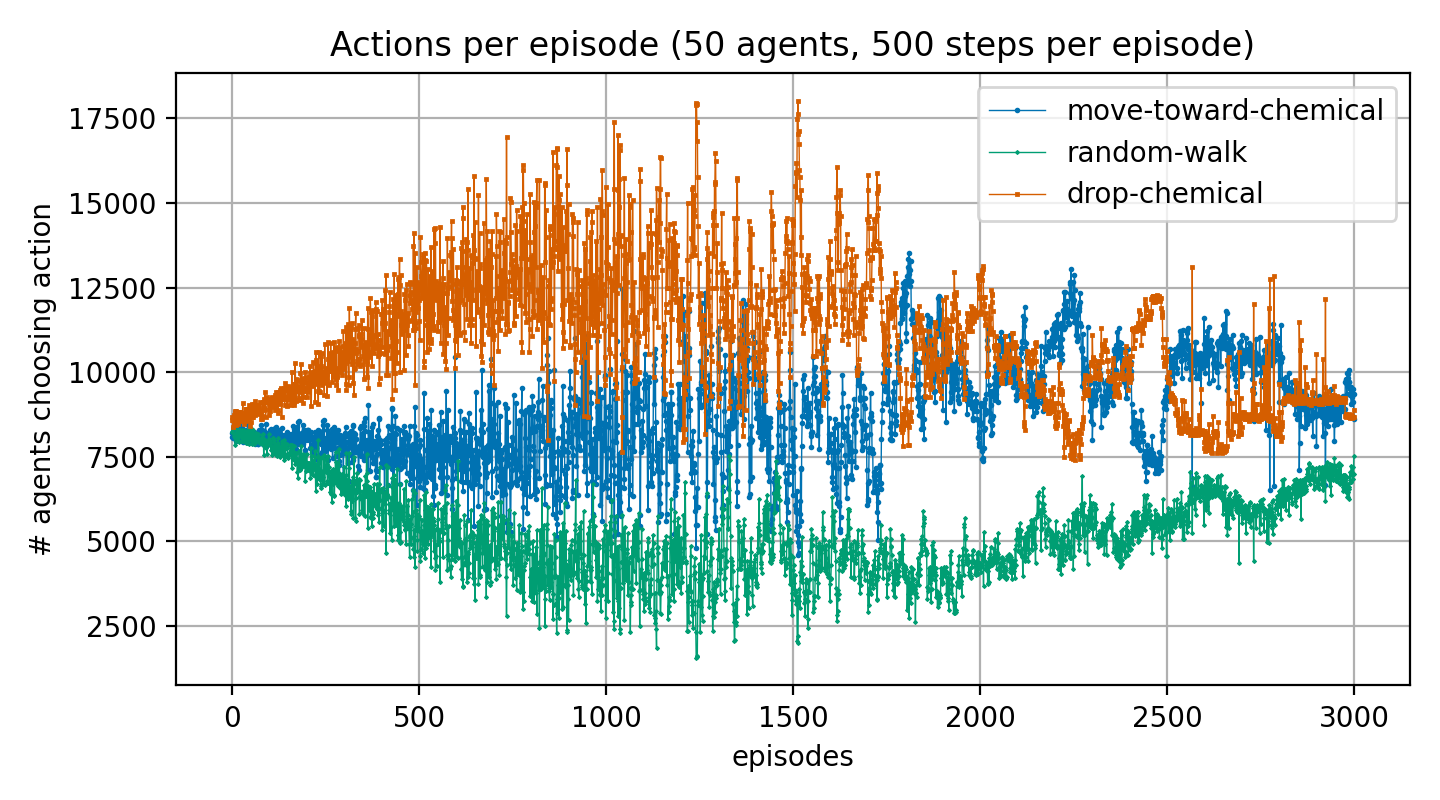 Actions per episode (50 agents, 500 steps per episode)
17500
15000
12500
10000
7500
5000
2500
# agents choosing action
move-toward-chemical
random-walk
drop-chemical
0
500
1000
1500
2000
2500
3000
episodes